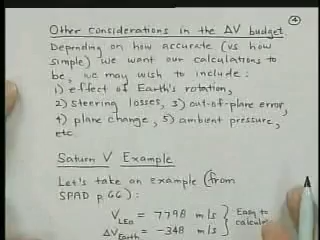 ④
Other considerations in the ΔV budget
Depending on how accurate (vs how
simple) we want our calculations to
be, we may wish to include:
1) effect of Earth's rotation,
2) steering losses, 3) out-of-plane error,
4) plane change, 5) ambient pressure,
etc.
Saturn V Example
Let's take an example (from
SPAD p. 66):
V_LEO = 7798 m/s } Easy to
ΔV_Earth = -348 m/s